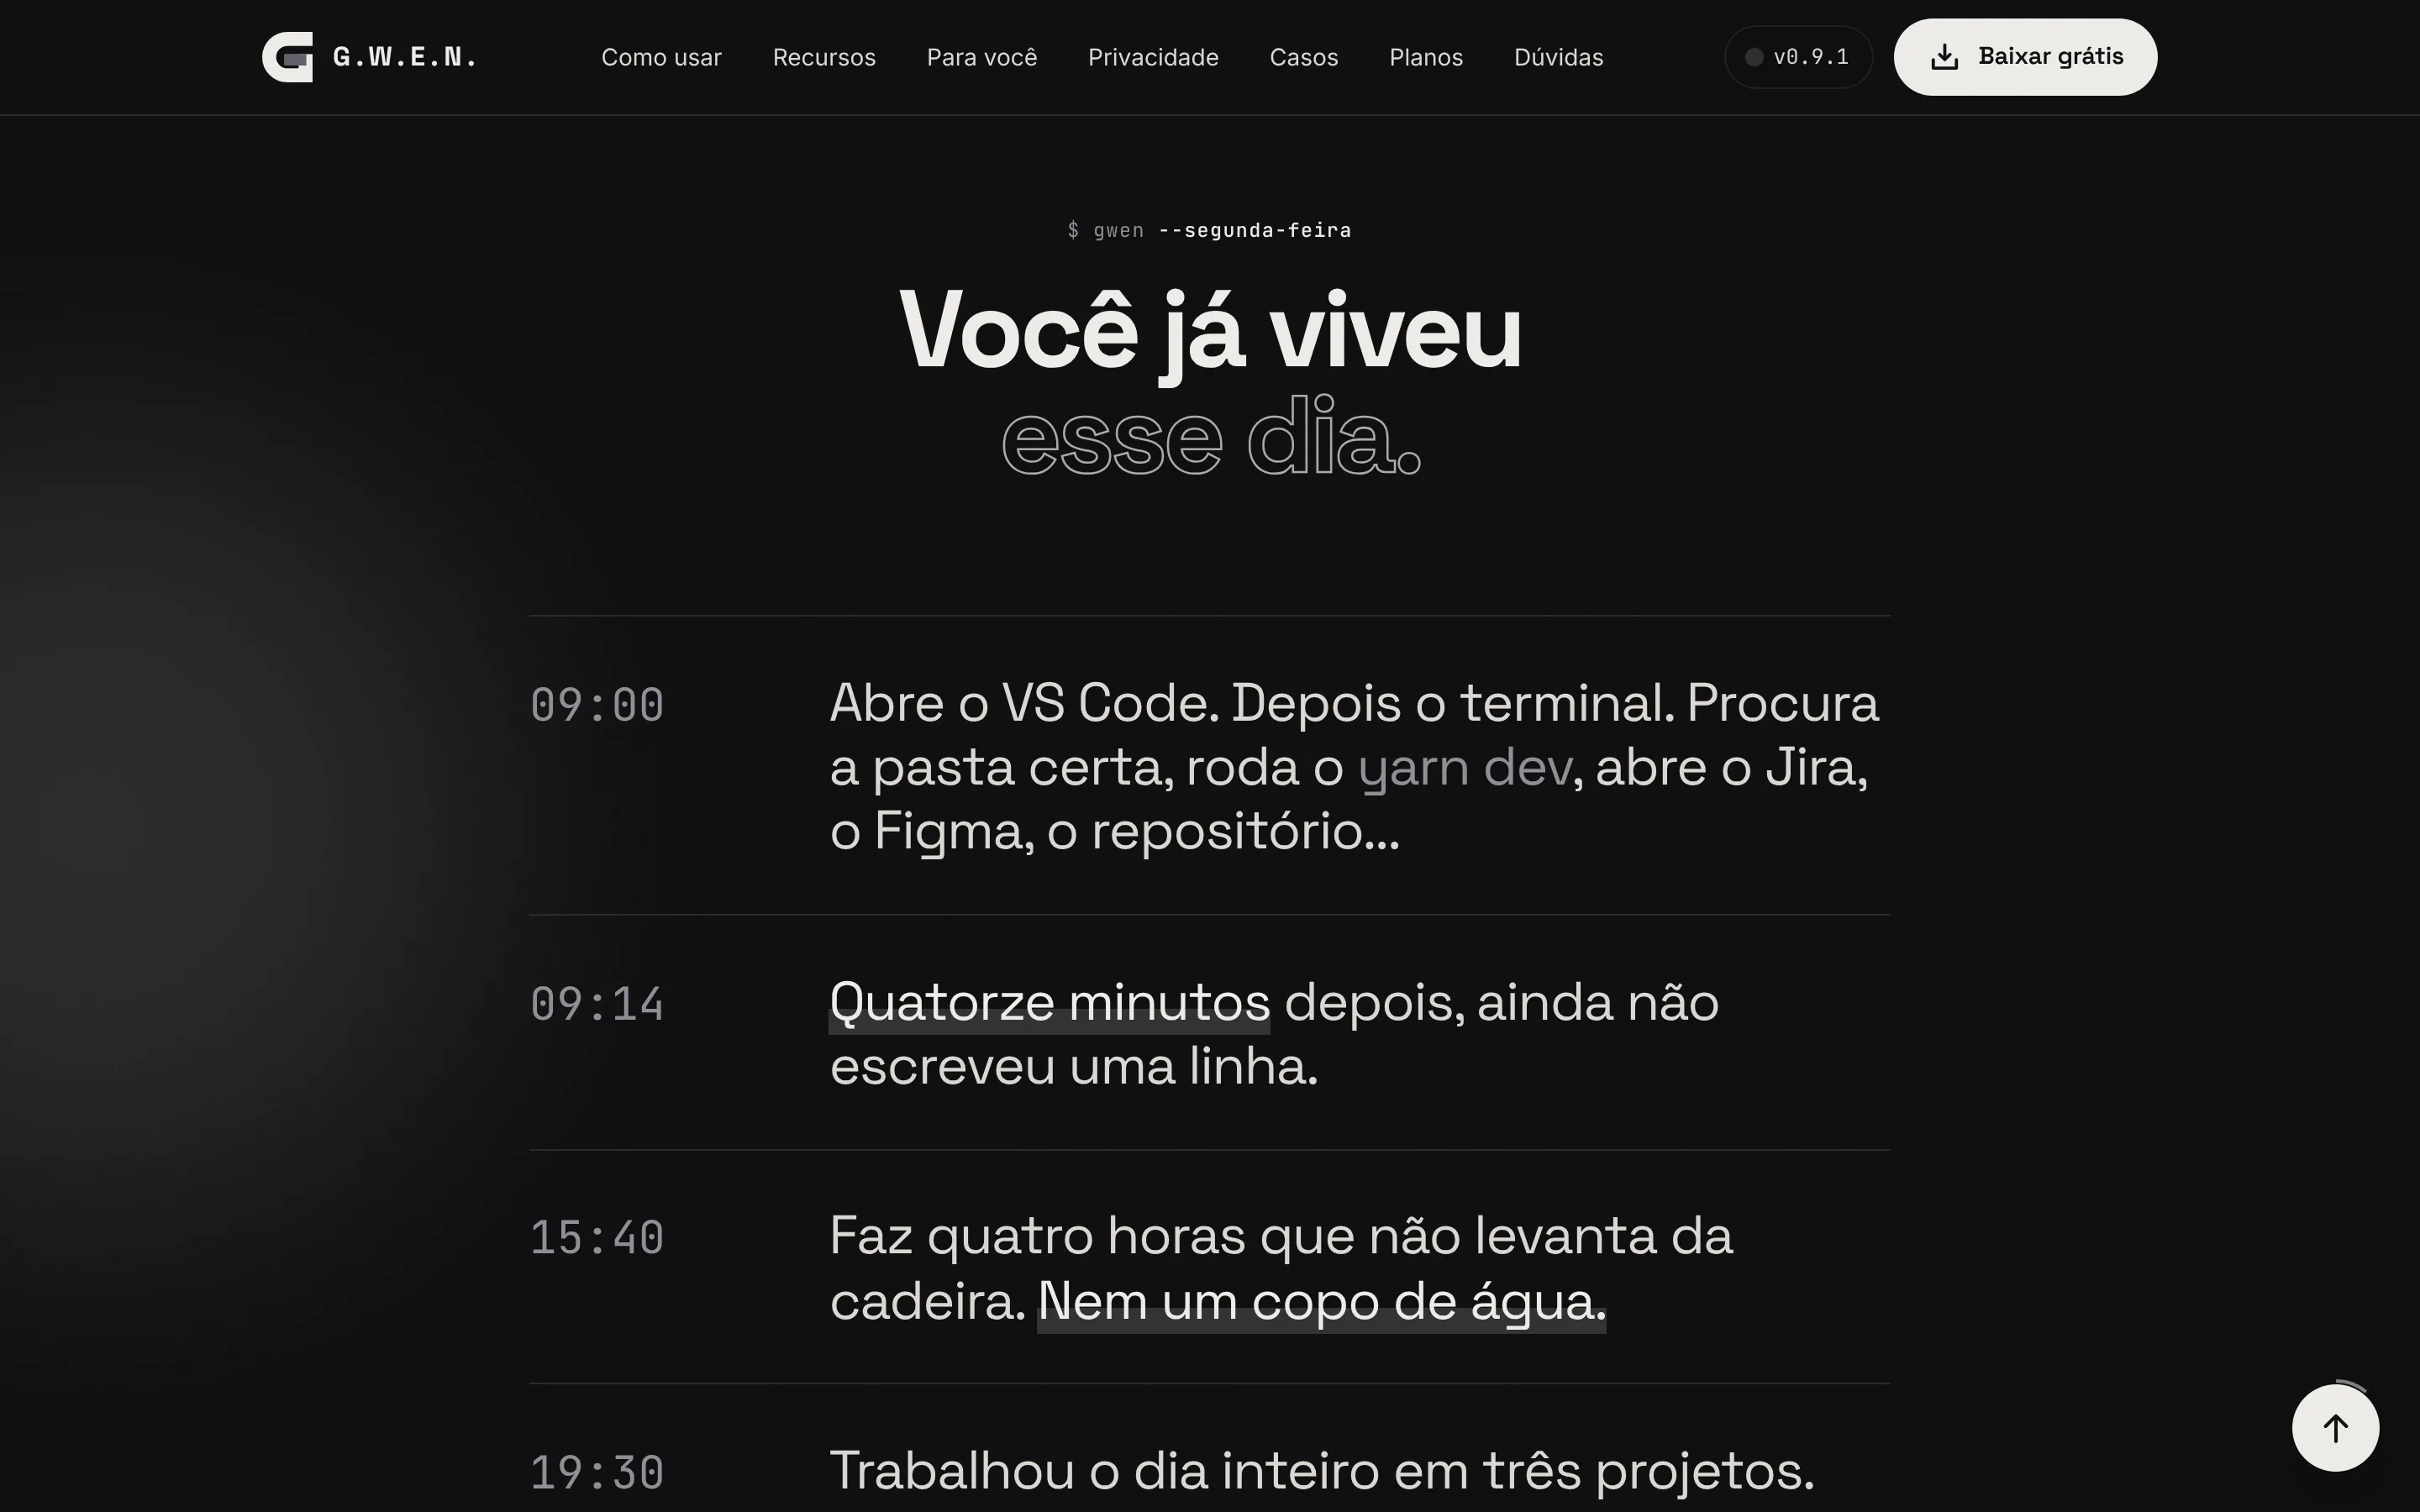 G.W.E.N.
Como usar
Recursos
Para você
Privacidade
Casos
Planos
Dúvidas
v0.9.1
Baixar grátis
$ gwen --segunda-feira
Você já viveu
esse dia.
09:00
Abre o VS Code. Depois o terminal. Procura
a pasta certa, roda o yarn dev, abre o Jira,
o Figma, o repositório...
09:14
Quatorze minutos depois, ainda não
escreveu uma linha.
15:40
Faz quatro horas que não levanta da
cadeira. Nem um copo de água.
19:30
Trabalhou o dia inteiro em três projetos.